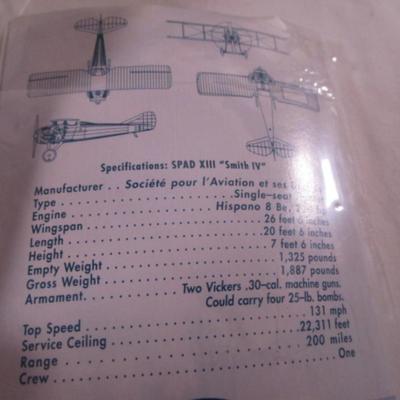 Specifications: SPAD XIII "Smith IV"
Manufacturer . . Société pour l'Aviation et ses
Type . . . . . . . . . . . . . . . . Single-seat
Engine . . . . . . . . . . . . . Hispano 8 Be,
Wingspan . . . . . . . . . . . . . . . . 26 feet 6 inches
Length . . . . . . . . . . . . . . . . . . 20 feet 6 inches
Height . . . . . . . . . . . . . . . . . . . 7 feet 6 inches
Empty Weight . . . . . . . . . . . . . . 1,325 pounds
Gross Weight . . . . . . . . . . . . . . 1,887 pounds
Armament. . . . . . . . Two Vickers .30-cal. machine guns.
Could carry four 25-lb. bombs.
Top Speed . . . . . . . . . . . . . . . . . . . . 131 mph
Service Ceiling . . . . . . . . . . . . . . . . 22,311 feet
Range . . . . . . . . . . . . . . . . . . . . . . 200 miles
Crew . . . . . . . . . . . . . . . . . . . . . . . . . . One